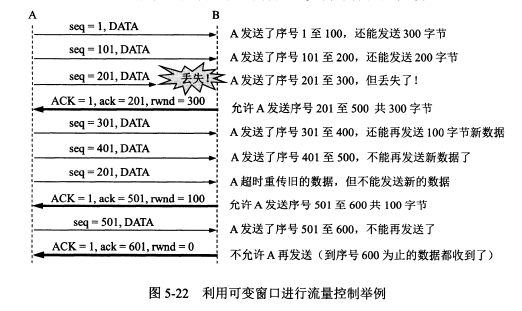 A B
seq = 1, DATA A 发送了序号 1 至 100，还能发送 300 字节
seq = 101, DATA A 发送了序号 101 至 200，还能发送 200 字节
seq = 201, DATA 丢失！ A 发送了序号 201 至 300，但丢失了！
ACK = 1, ack = 201, rwnd = 300 允许 A 发送序号 201 至 500 共 300 字节
seq = 301, DATA A 发送了序号 301 至 400，还能再发送 100 字节新数据
seq = 401, DATA A 发送了序号 401 至 500，不能再发送新数据了
seq = 201, DATA A 超时重传旧的数据，但不能发送新的数据
ACK = 1, ack = 501, rwnd = 100 允许 A 发送序号 501 至 600 共 100 字节
seq = 501, DATA A 发送了序号 501 至 600，不能再发送了
ACK = 1, ack = 601, rwnd = 0 不允许 A 再发送（到序号 600 为止的数据都收到了）
图 5-22 利用可变窗口进行流量控制举例